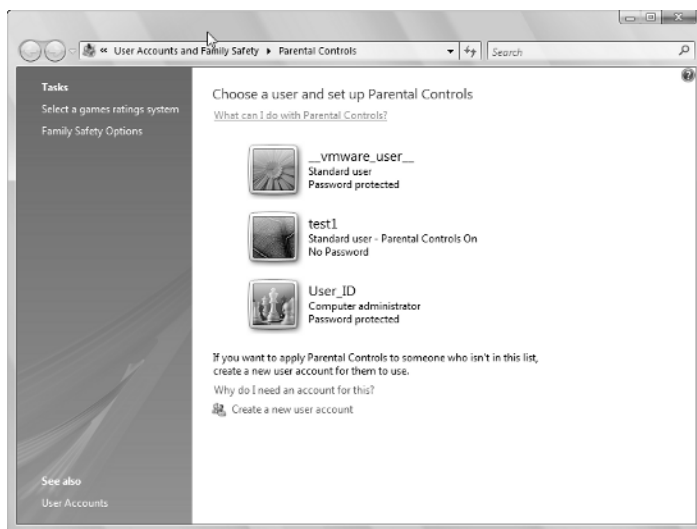 « User Accounts and Family Safety ▸ Parental Controls
Search
Tasks
Select a games ratings system
Family Safety Options
Choose a user and set up Parental Controls
What can I do with Parental Controls?
__vmware_user__
Standard user
Password protected
test1
Standard user - Parental Controls On
No Password
User_ID
Computer administrator
Password protected
If you want to apply Parental Controls to someone who isn't in this list,
create a new user account for them to use.
Why do I need an account for this?
Create a new user account
See also
User Accounts